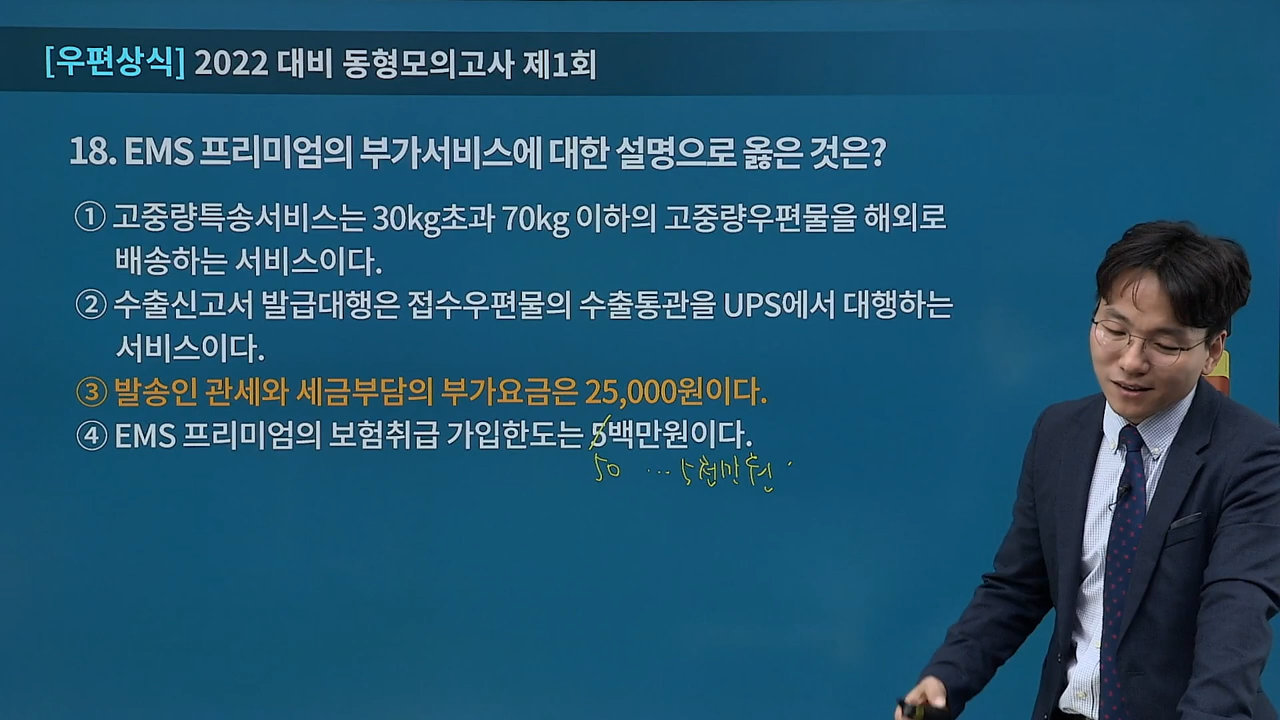 [우편상식] 2022 대비 동형모의고사 제1회
18. EMS 프리미엄의 부가서비스에 대한 설명으로 옳은 것은?
① 고중량특송서비스는 30kg초과 70kg 이하의 고중량우편물을 해외로
배송하는 서비스이다.
② 수출신고서 발급대행은 접수우편물의 수출통관을 UPS에서 대행하는
서비스이다.
③ 발송인 관세와 세금부담의 부가요금은 25,000원이다.
④ EMS 프리미엄의 보험취급 가입한도는 5백만원이다.
50 ... 5천만원